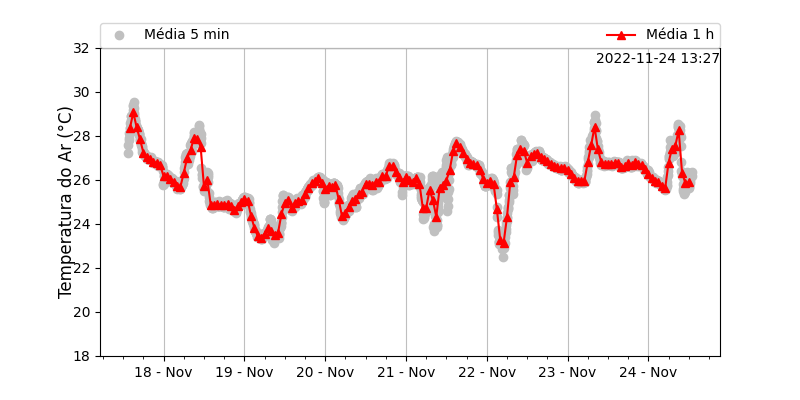 Média 5 min
Média 1 h
2022-11-24 13:27
Temperatura do Ar (°C)
32
30
28
26
24
22
20
18
18 - Nov
19 - Nov
20 - Nov
21 - Nov
22 - Nov
23 - Nov
24 - Nov